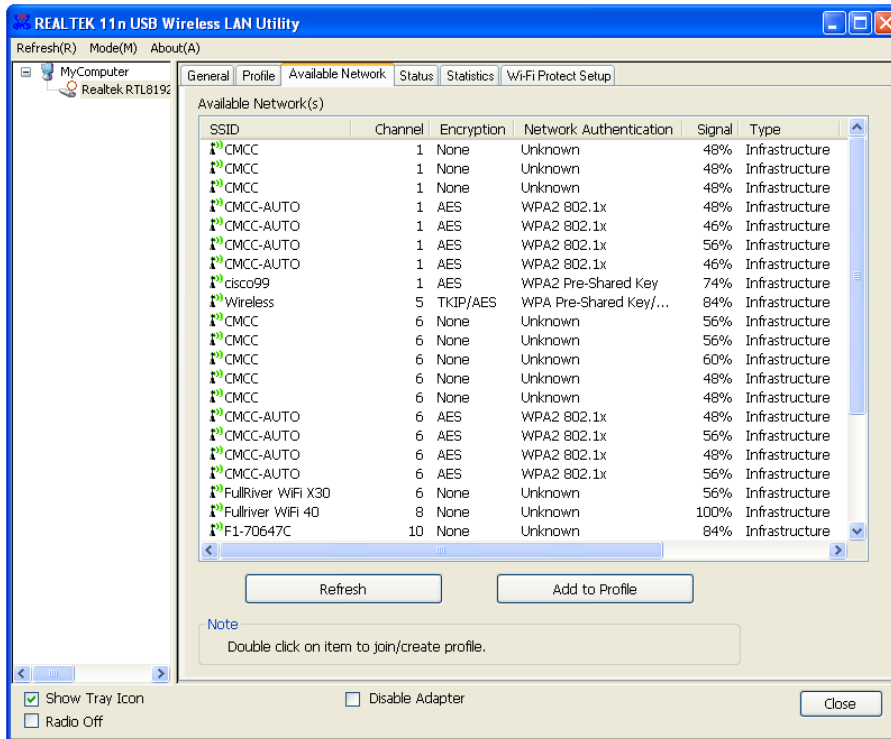 REALTEK 11n USB Wireless LAN Utility
Refresh(R) Mode(M) About(A)
MyComputer
Realtek RTL8192
General Profile Available Network Status Statistics Wi-Fi Protect Setup
Available Network(s)
SSID Channel Encryption Network Authentication Signal Type
CMCC 1 None Unknown 48% Infrastructure
CMCC 1 None Unknown 48% Infrastructure
CMCC 1 None Unknown 48% Infrastructure
CMCC-AUTO 1 AES WPA2 802.1x 48% Infrastructure
CMCC-AUTO 1 AES WPA2 802.1x 46% Infrastructure
CMCC-AUTO 1 AES WPA2 802.1x 56% Infrastructure
CMCC-AUTO 1 AES WPA2 802.1x 46% Infrastructure
cisco99 1 AES WPA2 Pre-Shared Key 74% Infrastructure
Wireless 5 TKIP/AES WPA Pre-Shared Key/... 84% Infrastructure
CMCC 6 None Unknown 56% Infrastructure
CMCC 6 None Unknown 56% Infrastructure
CMCC 6 None Unknown 60% Infrastructure
CMCC 6 None Unknown 48% Infrastructure
CMCC 6 None Unknown 48% Infrastructure
CMCC-AUTO 6 AES WPA2 802.1x 48% Infrastructure
CMCC-AUTO 6 AES WPA2 802.1x 56% Infrastructure
CMCC-AUTO 6 AES WPA2 802.1x 48% Infrastructure
CMCC-AUTO 6 AES WPA2 802.1x 56% Infrastructure
FullRiver WiFi X30 6 None Unknown 56% Infrastructure
Fullriver WiFi 40 8 None Unknown 100% Infrastructure
F1-70647C 10 None Unknown 84% Infrastructure
Refresh Add to Profile
Note
Double click on item to join/create profile.
Show Tray Icon Disable Adapter Close
Radio Off